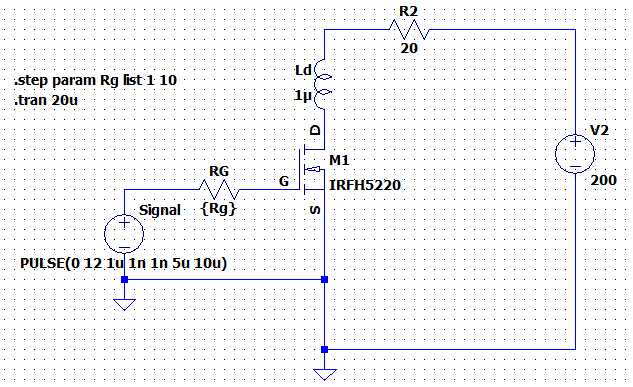 R2
20
Ld
1µ
.step param Rg list 1 10
.tran 20u
D
M1
V2
RG
G
IRFH5220
200
{Rg}
S
Signal
PULSE(0 12 1u 1n 1n 5u 10u)